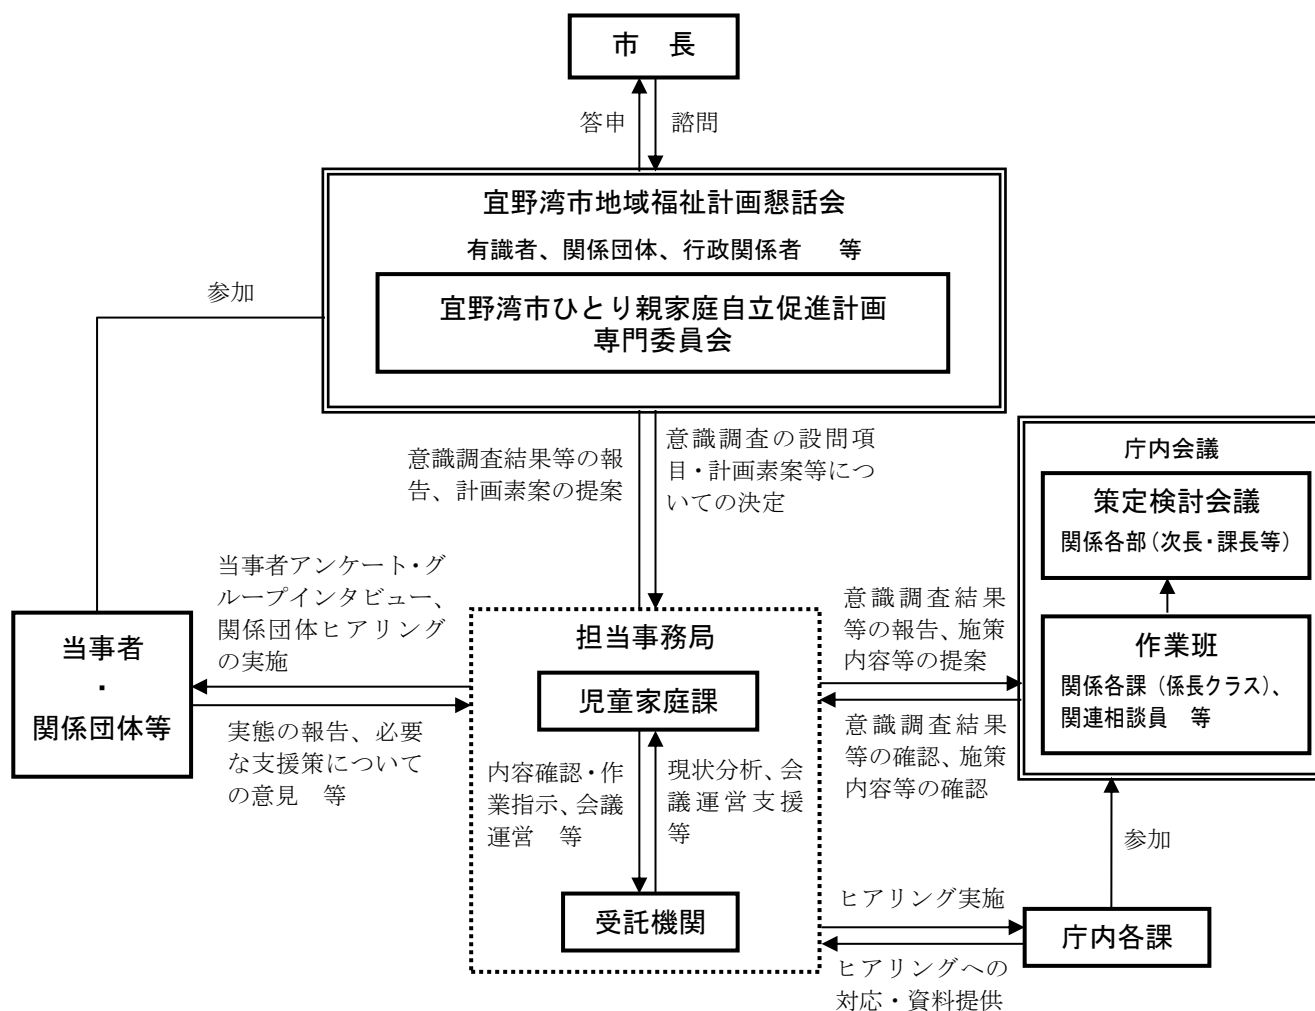 市　長
答申
諮問
宜野湾市地域福祉計画懇話会
有識者、関係団体、行政関係者　等
宜野湾市ひとり親家庭自立促進計画
専門委員会
参加
意識調査結果等の報
告、計画素案の提案
意識調査の設問項
目・計画素案等につ
いての決定
庁内会議
策定検討会議
関係各部（次長・課長等）
作業班
関係各課（係長クラス）、
関連相談員　等
当事者アンケート・グ
ループインタビュー、
関係団体ヒアリング
の実施
当事者
・
関係団体等
実態の報告、必要
な支援策について
の意見　等
担当事務局
児童家庭課
内容確認・作
業指示、会議
運営　等
現状分析、会
議運営支援
等
受託機関
意識調査結果
等の報告、施策
内容等の提案
意識調査結果
等の確認、施策
内容等の確認
参加
ヒアリング実施
庁内各課
ヒアリングへの
対応・資料提供